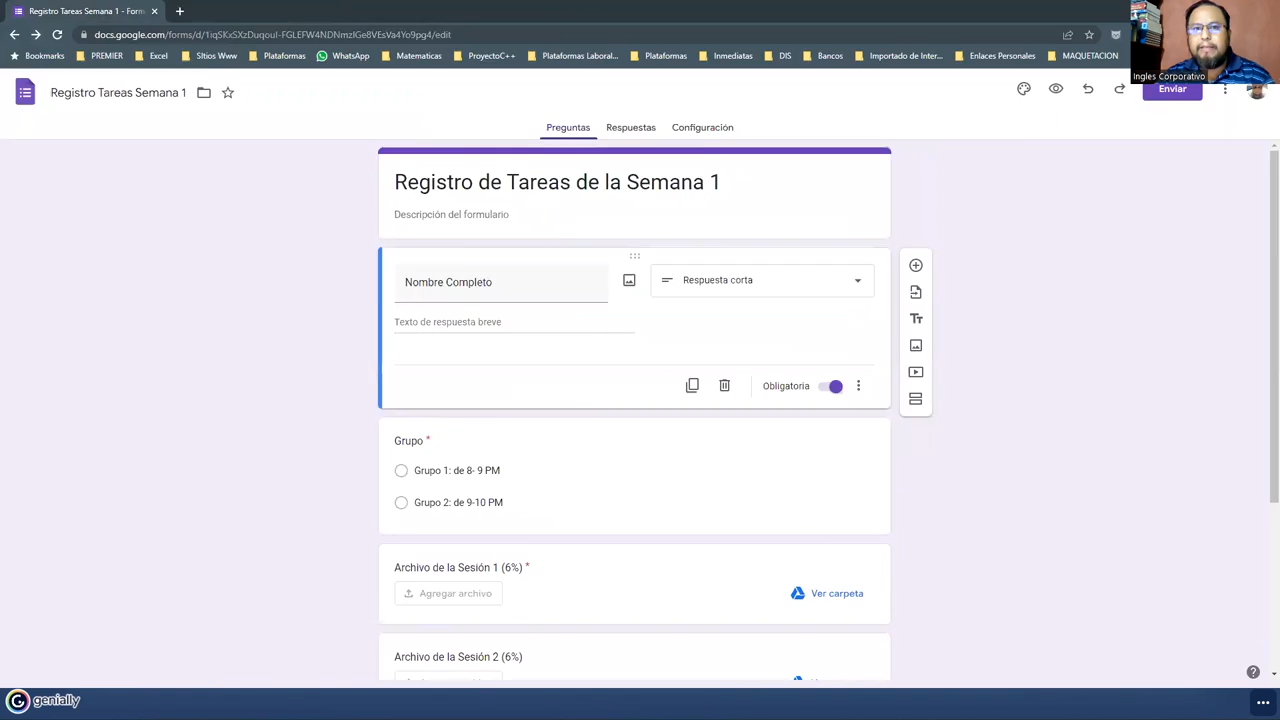 Registro Tareas Semana 1 - Form
docs.google.com/forms/d/1iqSKxSXzDuqouI-FGLEFW4NDNmzIGe8VEsVa4Yo9pg4/edit
Bookmarks PREMIER Excel SItios Www Plataformas WhatsApp Matematicas ProyectoC++ Plataformas Laboral... Plataformas Inmediatas DIS Bancos Importado de Inter... Enlaces Personales MAQUETACION
Ingles Corporativo
Registro Tareas Semana 1
Enviar
Preguntas Respuestas Configuración
Registro de Tareas de la Semana 1
Descripción del formulario
Nombre Completo
Respuesta corta
Texto de respuesta breve
Obligatoria
Grupo *
Grupo 1: de 8- 9 PM
Grupo 2: de 9-10 PM
Archivo de la Sesión 1 (6%) *
Agregar archivo
Ver carpeta
Archivo de la Sesión 2 (6%)
genially